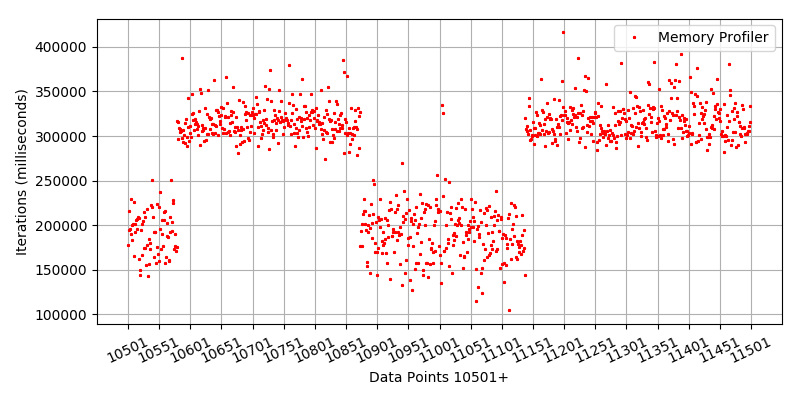 Memory Profiler
400000
350000
300000
250000
200000
150000
100000
Iterations (milliseconds)
10501 10551 10601 10651 10701 10751 10801 10851 10901 10951 11001 11051 11101 11151 11201 11251 11301 11351 11401 11451 11501
Data Points 10501+